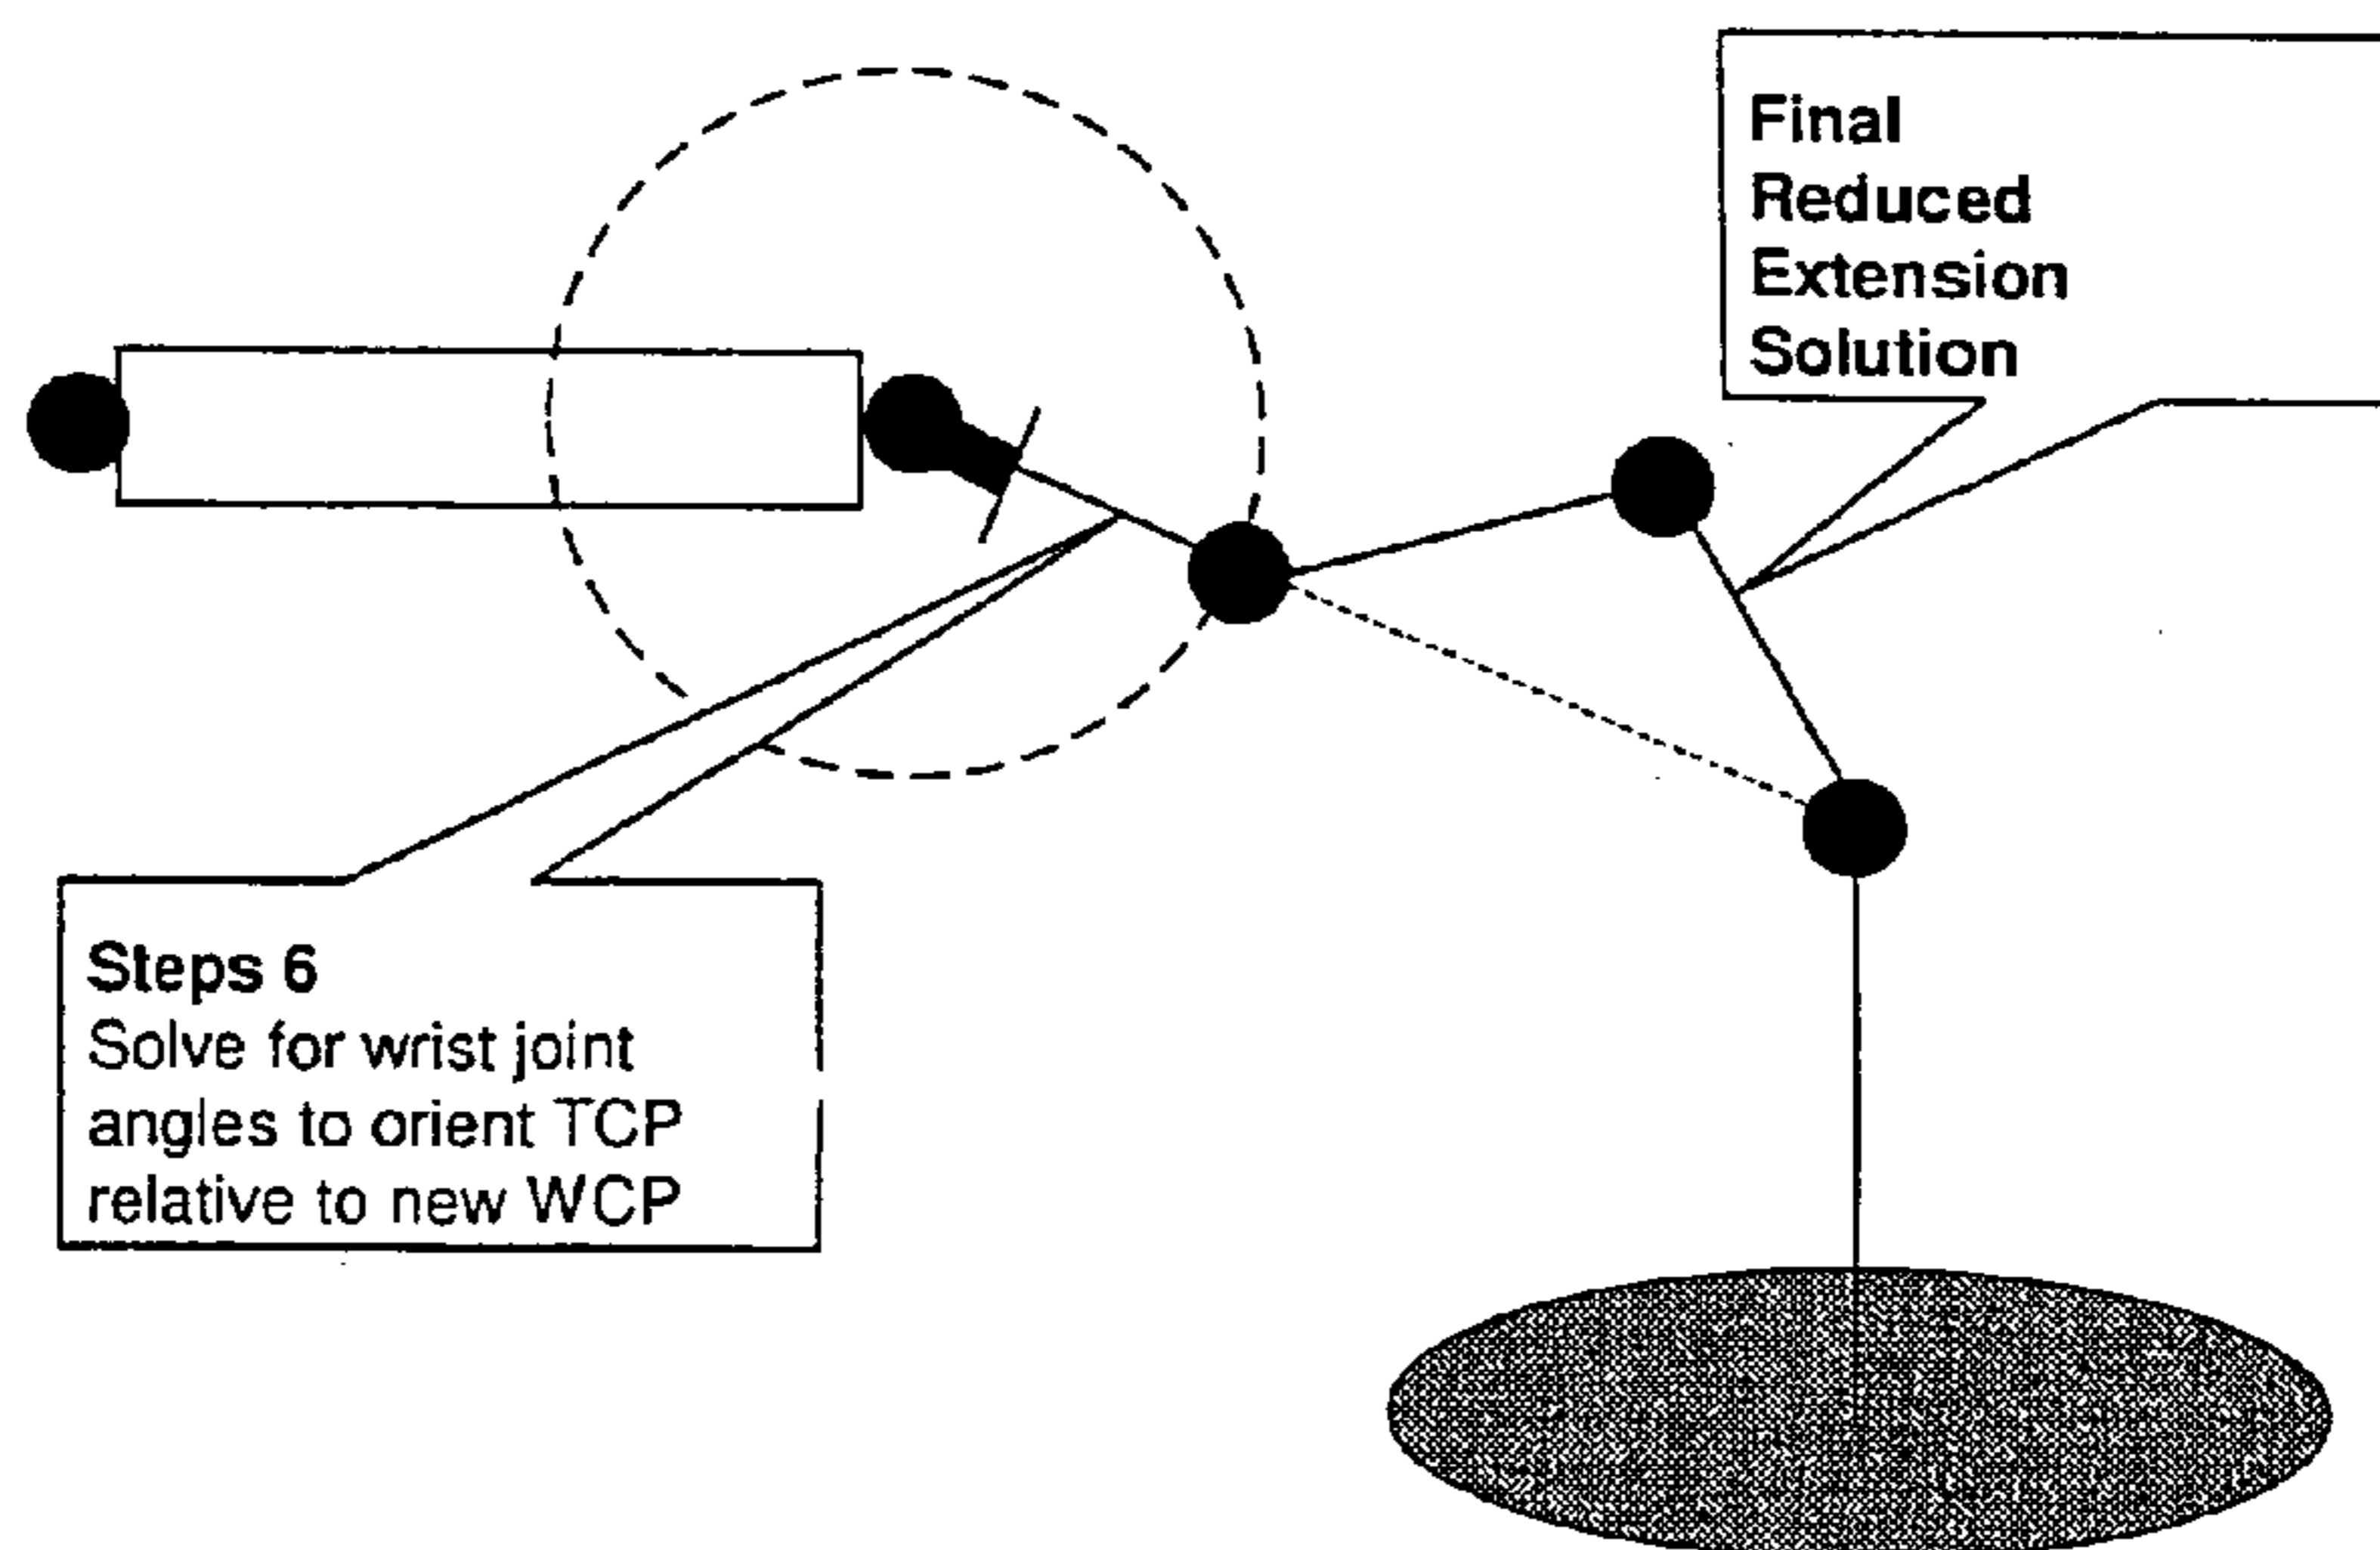 Final
Reduced
Extension
Solution
Steps 6
Solve for wrist joint
angles to orient TCP
relative to new WCP